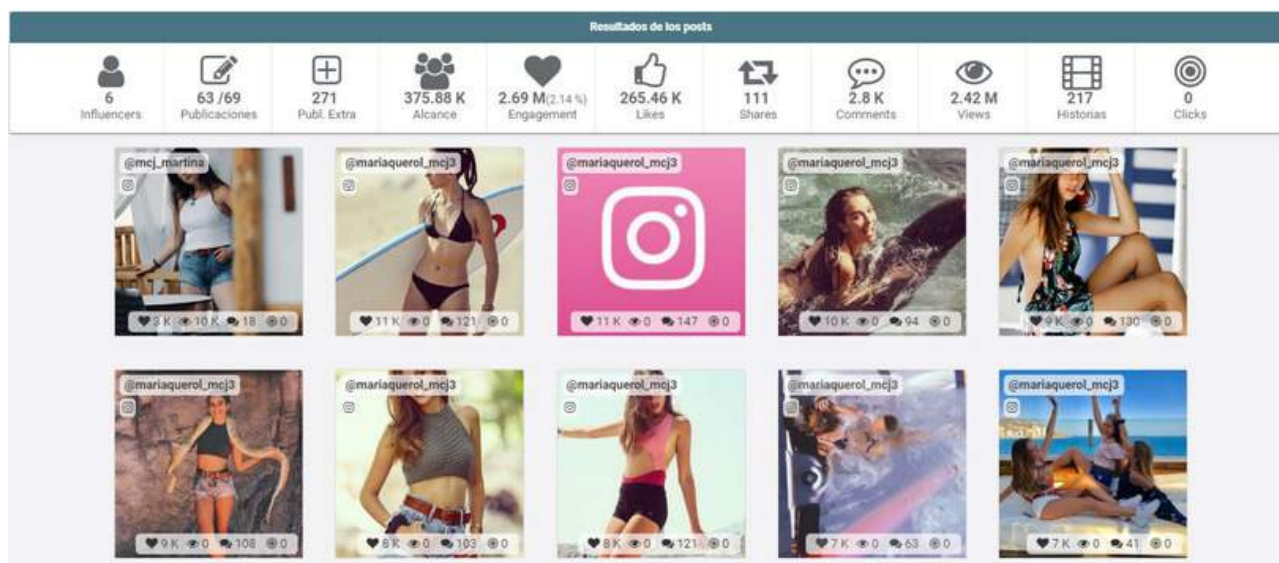 Resultados de los posts
6 63 /69 271 375.88 K 2.69 M(2.14 %) 265.46 K 111 2.8 K 2.42 M 217 0
Influencers Publicaciones Publ. Extra Alcance Engagement Likes Shares Comments Views Historias Clicks
@mcj_martina @mariaquerol_mcj3 @mariaquerol_mcj3 @mariaquerol_mcj3 @mariaquerol_mcj3
3 K 10 K 18 0 11 K 0 121 0 11 K 0 147 0 10 K 0 94 0 9 K 0 130 0
@mariaquerol_mcj3 @mariaquerol_mcj3 @mariaquerol_mcj3 @mariaquerol_mcj3 @mariaquerol_mcj3
9 K 0 108 0 8 K 0 103 0 8 K 0 121 0 7 K 0 63 0 7 K 0 41 0